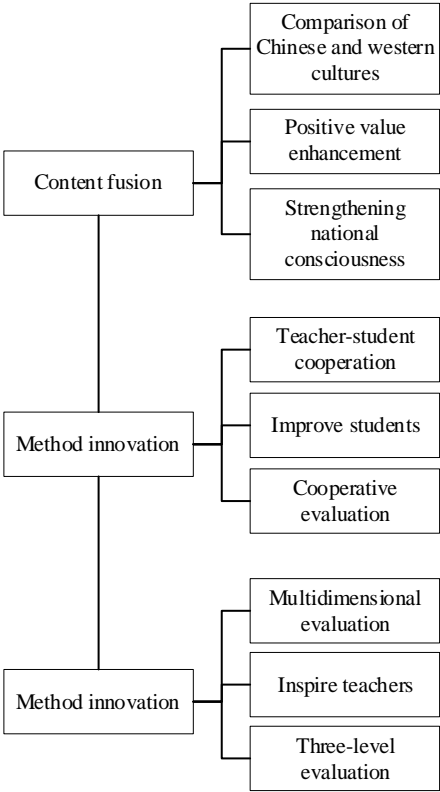 Comparison of
Chinese and western
cultures
Positive value
enhancement
Content fusion
Strengthening
national
consciousness
Teacher-student
cooperation
Improve students
Method innovation
Cooperative
evaluation
Multidimensional
evaluation
Inspire teachers
Method innovation
Three-level
evaluation